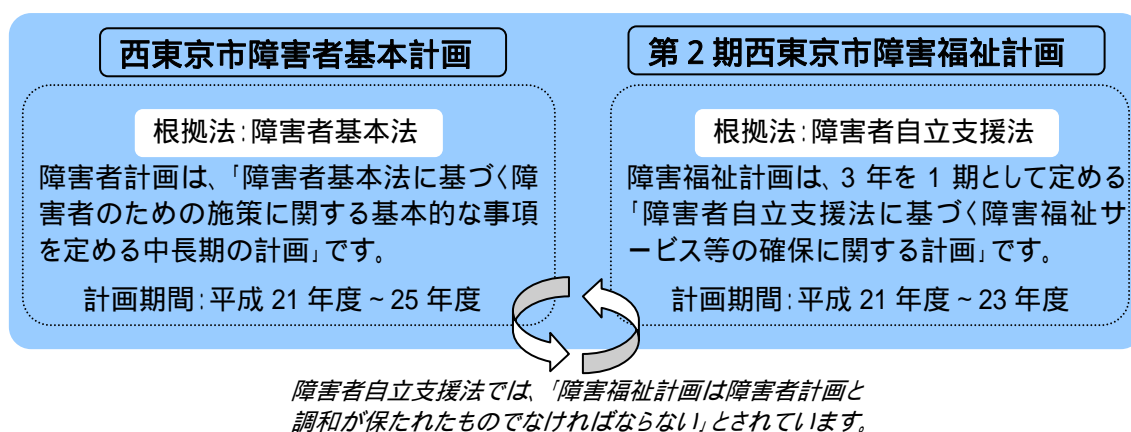 西東京市障害者基本計画
根拠法:障害者基本法
障害者計画は、「障害者基本法に基づく障
害者のための施策に関する基本的な事項
を定める中長期の計画」です。
計画期間:平成 21 年度~25 年度
第2期西東京市障害福祉計画
根拠法:障害者自立支援法
障害福祉計画は、3 年を 1 期として定める
「障害者自立支援法に基づく障害福祉サ
ービス等の確保に関する計画」です。
計画期間:平成 21 年度~23 年度
障害者自立支援法では、「障害福祉計画は障害者計画と
調和が保たれたものでなければならない」とされています。